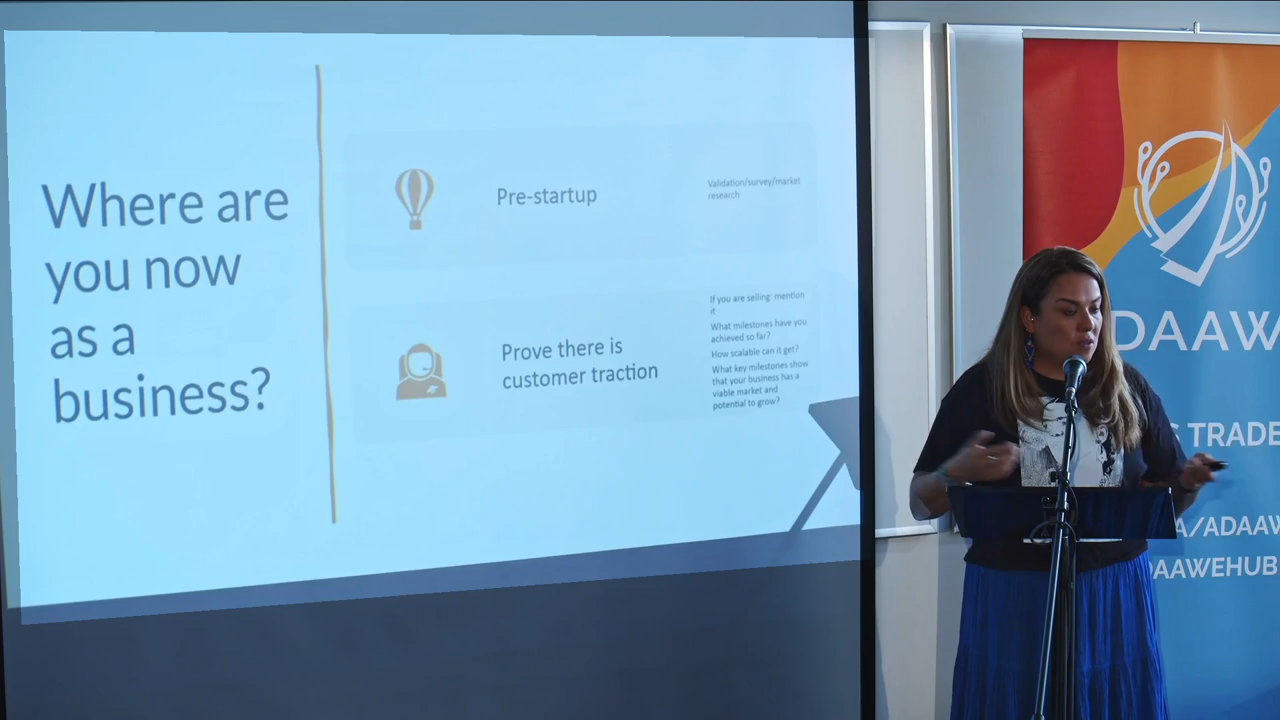 Where are
you now
as a
business?
Pre-startup
Validation/survey/market
research
Prove there is
customer traction
If you are selling: mention
it
What milestones have you
achieved so far?
How scalable can it get?
What key milestones show
that your business has a
viable market and
potential to grow?
DAAW
S TRADE
A/ADAAW
DAAWEHUB